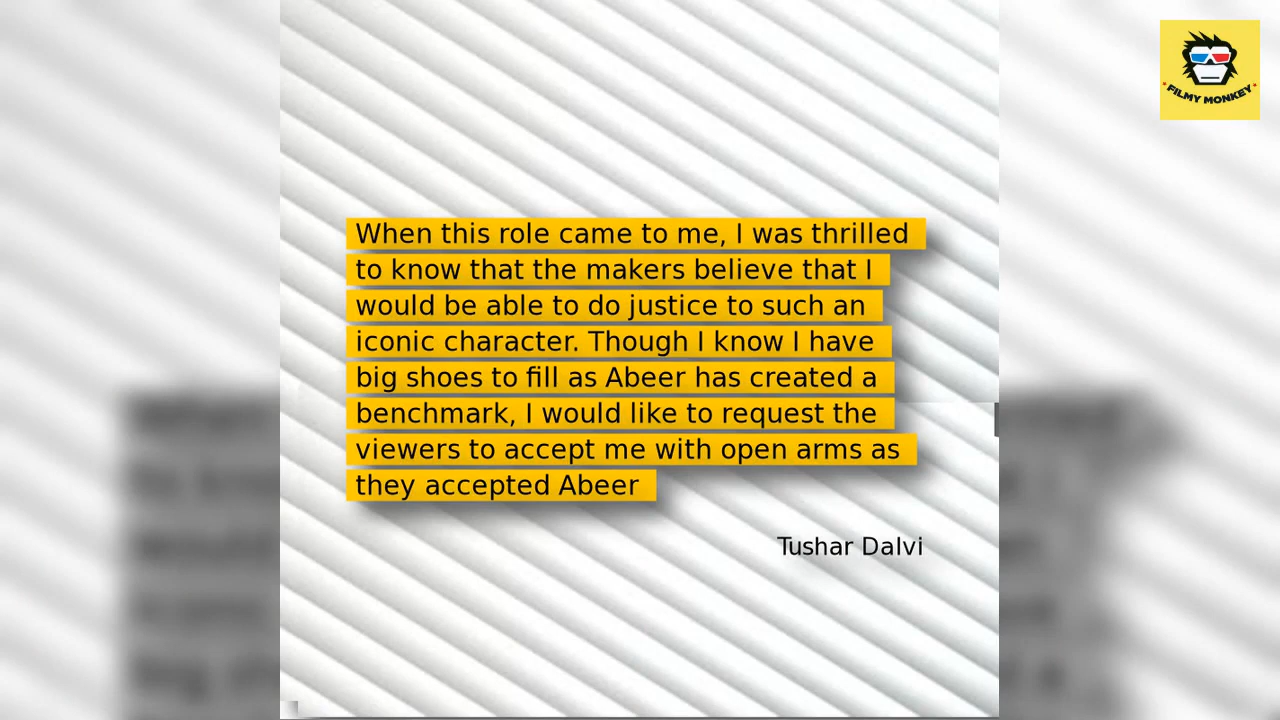 FILMY MONKEY
When this role came to me, I was thrilled
to know that the makers believe that I
would be able to do justice to such an
iconic character. Though I know I have
big shoes to fill as Abeer has created a
benchmark, I would like to request the
viewers to accept me with open arms as
they accepted Abeer
Tushar Dalvi